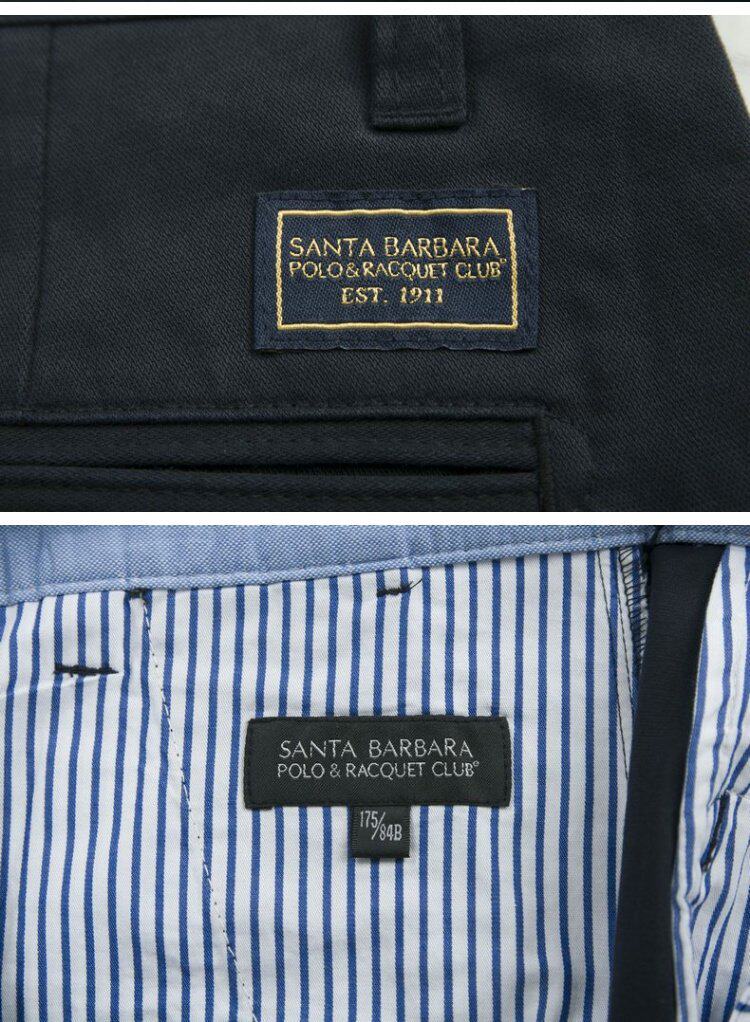 SANTA BARBARA
POLO & RACQUET CLUB®
EST. 1911
SANTA BARBARA
POLO & RACQUET CLUB®
175/84B